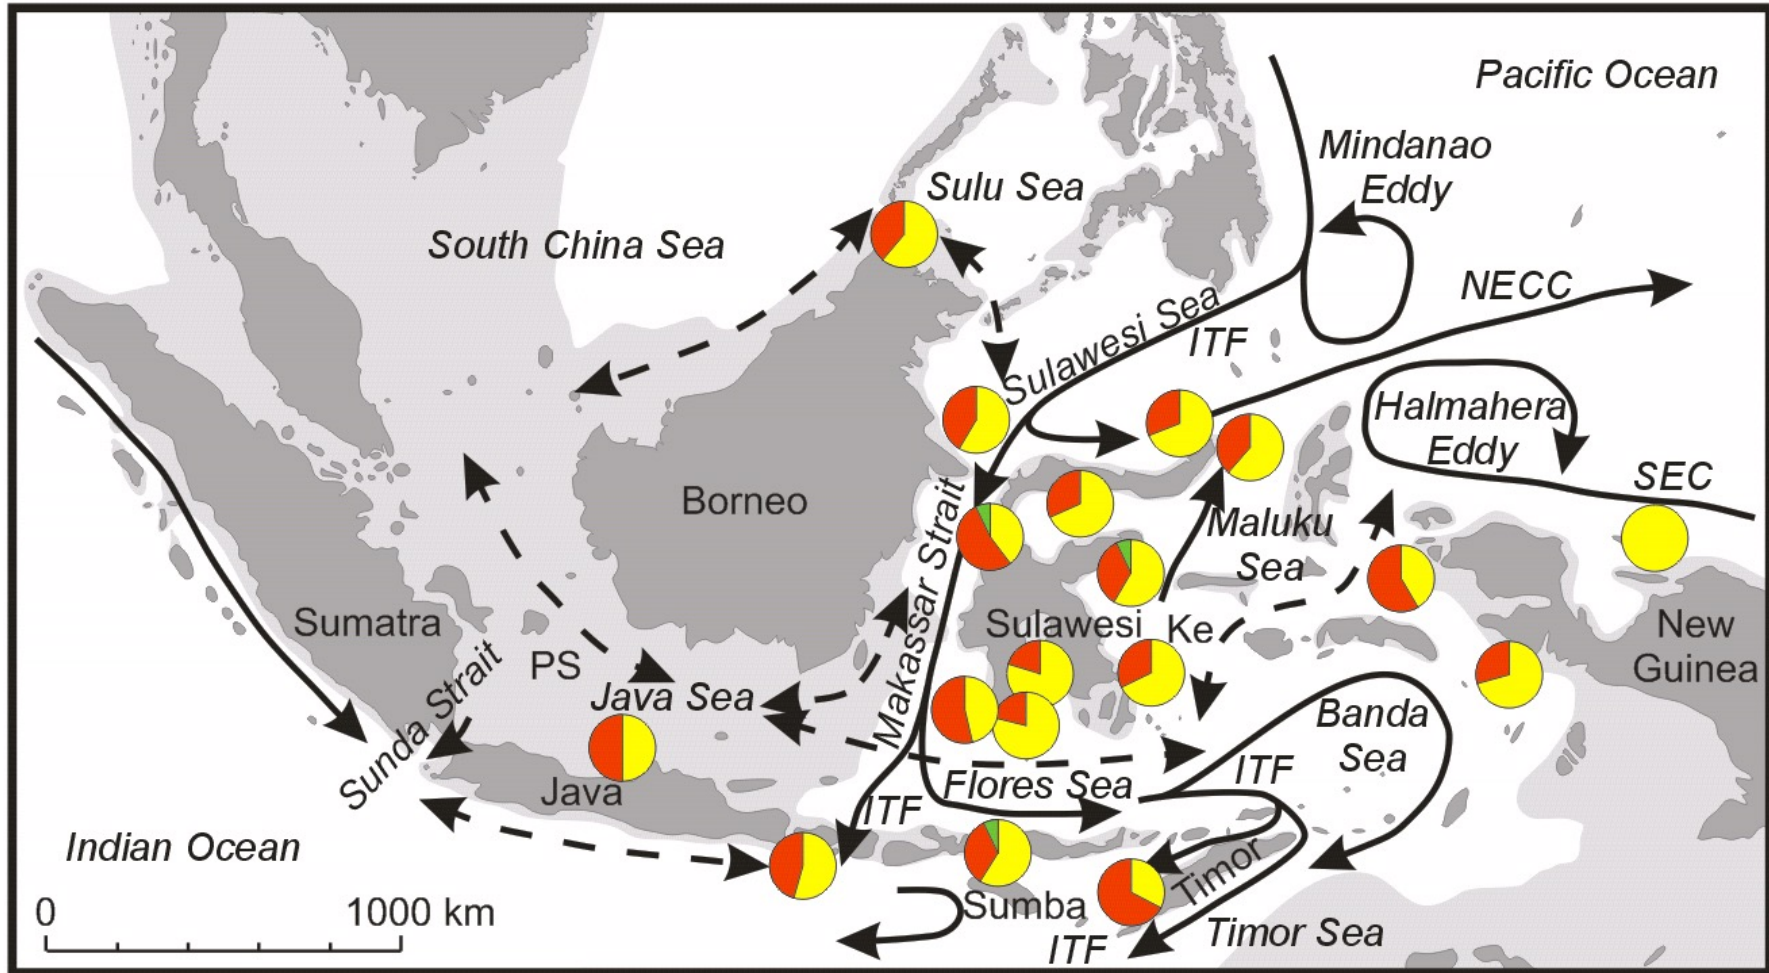 Pacific Ocean
Mindanao
Eddy
Sulu Sea
South China Sea
NECC
Sulawesi Sea
ITF
Halmahera
Eddy
SEC
Borneo
Makassar Strait
Maluku
Sea
Sumatra
Sulawesi
Ke
New
Guinea
PS
Java Sea
Sunda Strait
Banda
Sea
ITF
Flores Sea
Java
ITF
Indian Ocean
Timor
Sumba
0
1000 km
ITF
Timor Sea